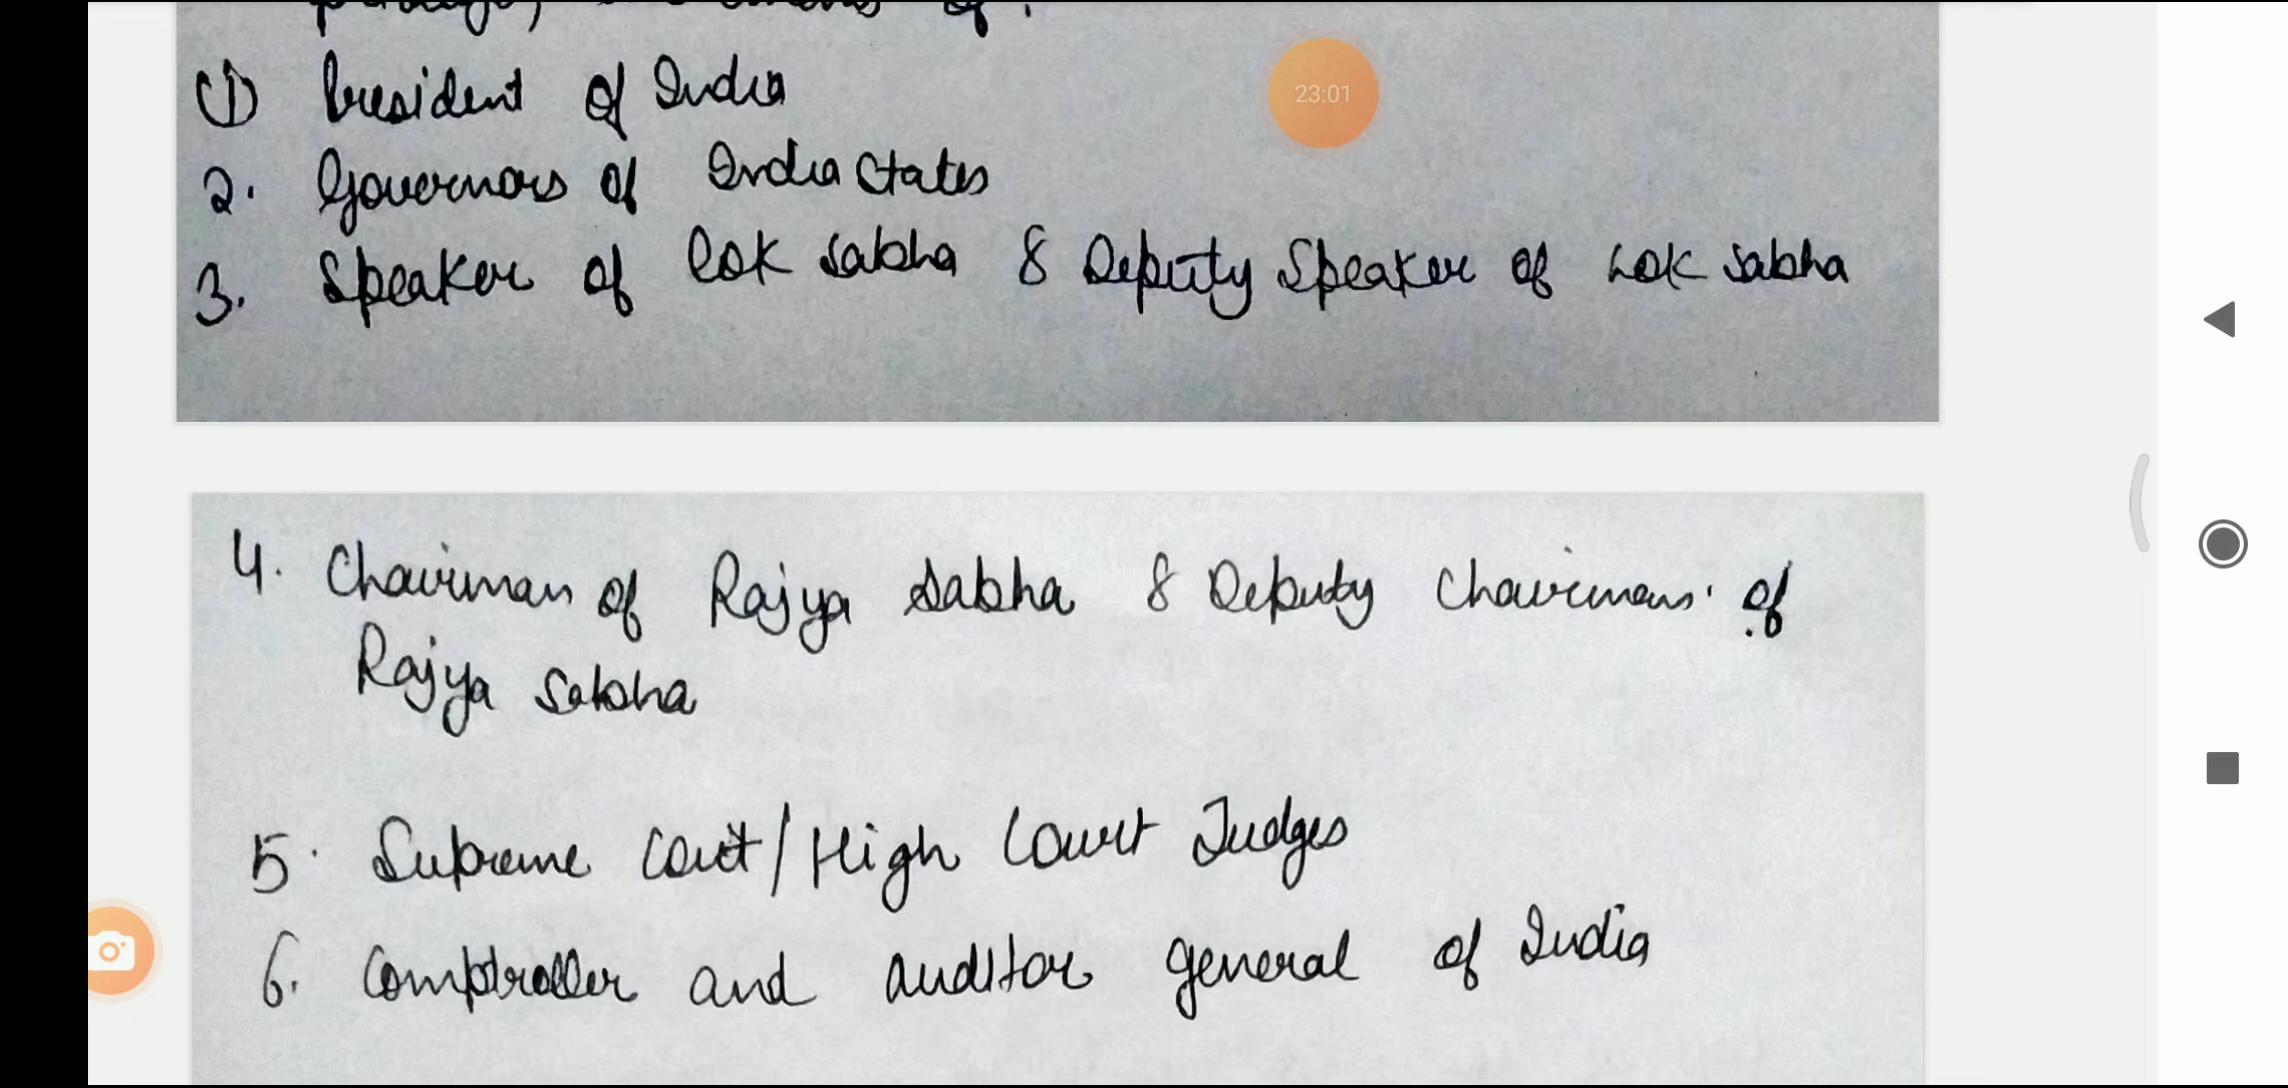 of
① President of India
23:01
2. Governors of India States
3. Speaker of Lok Sabha & Deputy Speaker of Lok Sabha
4. Chairman of Rajya Sabha & Deputy Chairman of
Rajya Sabha
5. Supreme Court/High Court Judges
6. Comptroller and auditor general of India